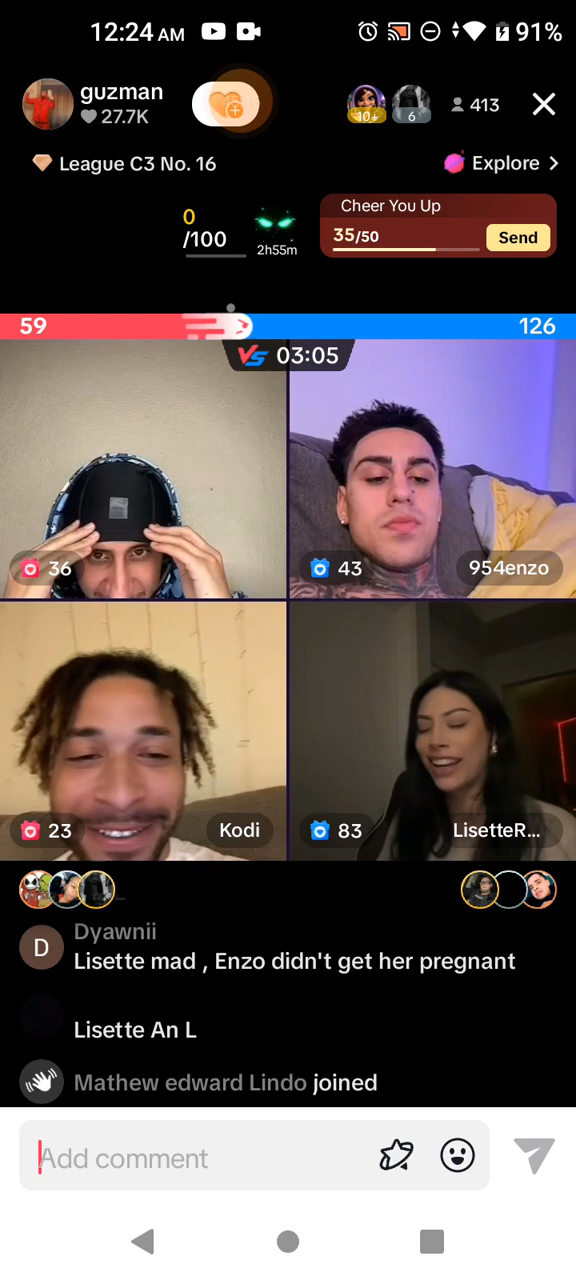 12:24 AM
91%
guzman
27.7K
10+
6
413
League C3 No. 16
Explore
0
/100
2h55m
Cheer You Up
35/50
Send
59
126
VS 03:05
36
43
954enzo
23
Kodi
83
LisetteR...
D
Dyawnii
Lisette mad , Enzo didn't get her pregnant
Lisette An L
Mathew edward Lindo joined
Add comment